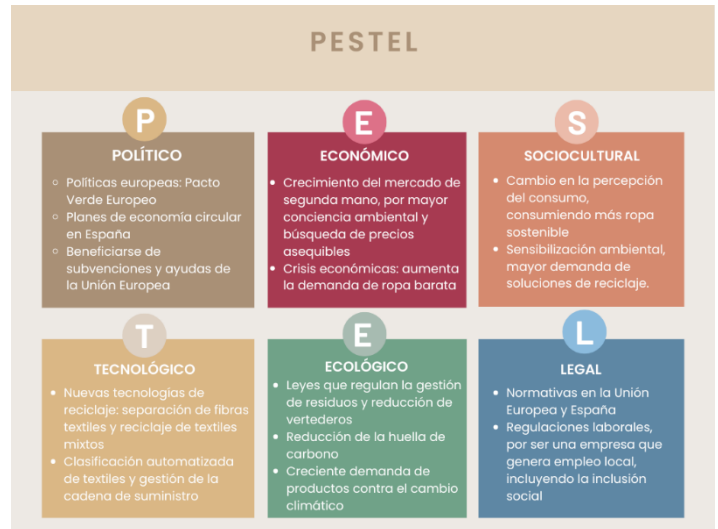 PESTEL
P
POLÍTICO
Políticas europeas: Pacto
Verde Europeo
Planes de economía circular
en España
Beneficiarse de
subvenciones y ayudas de
la Unión Europea
E
ECONÓMICO
Crecimiento del mercado de
segunda mano, por mayor
conciencia ambiental y
búsqueda de precios
asequibles
Crisis económicas: aumenta
la demanda de ropa barata
S
SOCIOCULTURAL
Cambio en la percepción
del consumo,
consumiendo más ropa
sostenible
Sensibilización ambiental,
mayor demanda de
soluciones de reciclaje.
T
TECNOLÓGICO
Nuevas tecnologías de
reciclaje: separación de fibras
textiles y reciclaje de textiles
mixtos
Clasificación automatizada
de textiles y gestión de la
cadena de suministro
E
ECOLÓGICO
Leyes que regulan la gestión
de residuos y reducción de
vertederos
Reducción de la huella de
carbono
Creciente demanda de
productos contra el cambio
climático
L
LEGAL
Normativas en la Unión
Europea y España
Regulaciones laborales,
por ser una empresa que
genera empleo local,
incluyendo la inclusión
social